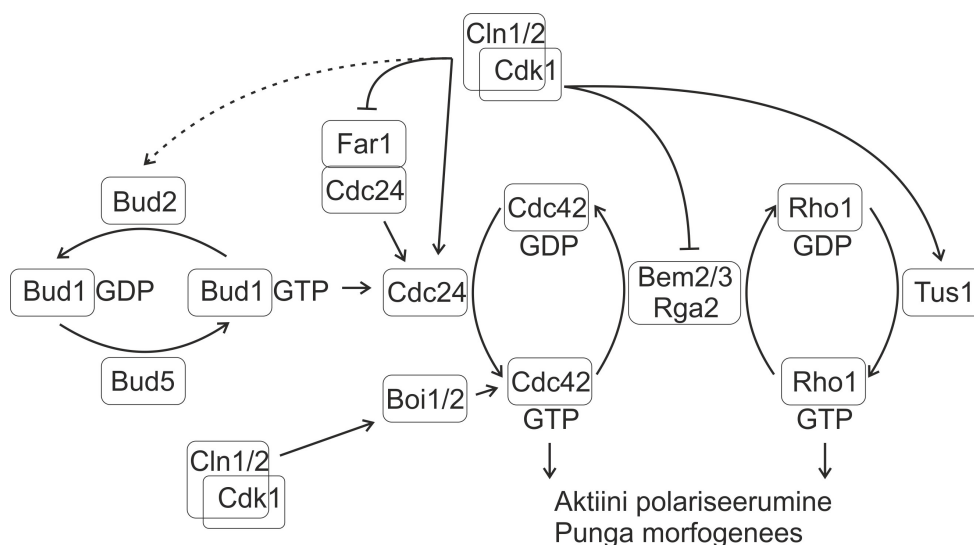 Cln1/2
Cdk1
Far1
Cdc24
Bud2
Cdc42
GDP
Rho1
GDP
Bud1 GDP
Bud1 GTP
Cdc24
Bem2/3
Rga2
Tus1
Bud5
Boi1/2
Cdc42
GTP
Rho1
GTP
Cln1/2
Cdk1
Aktiini polariseerumine
Punga morfogenees